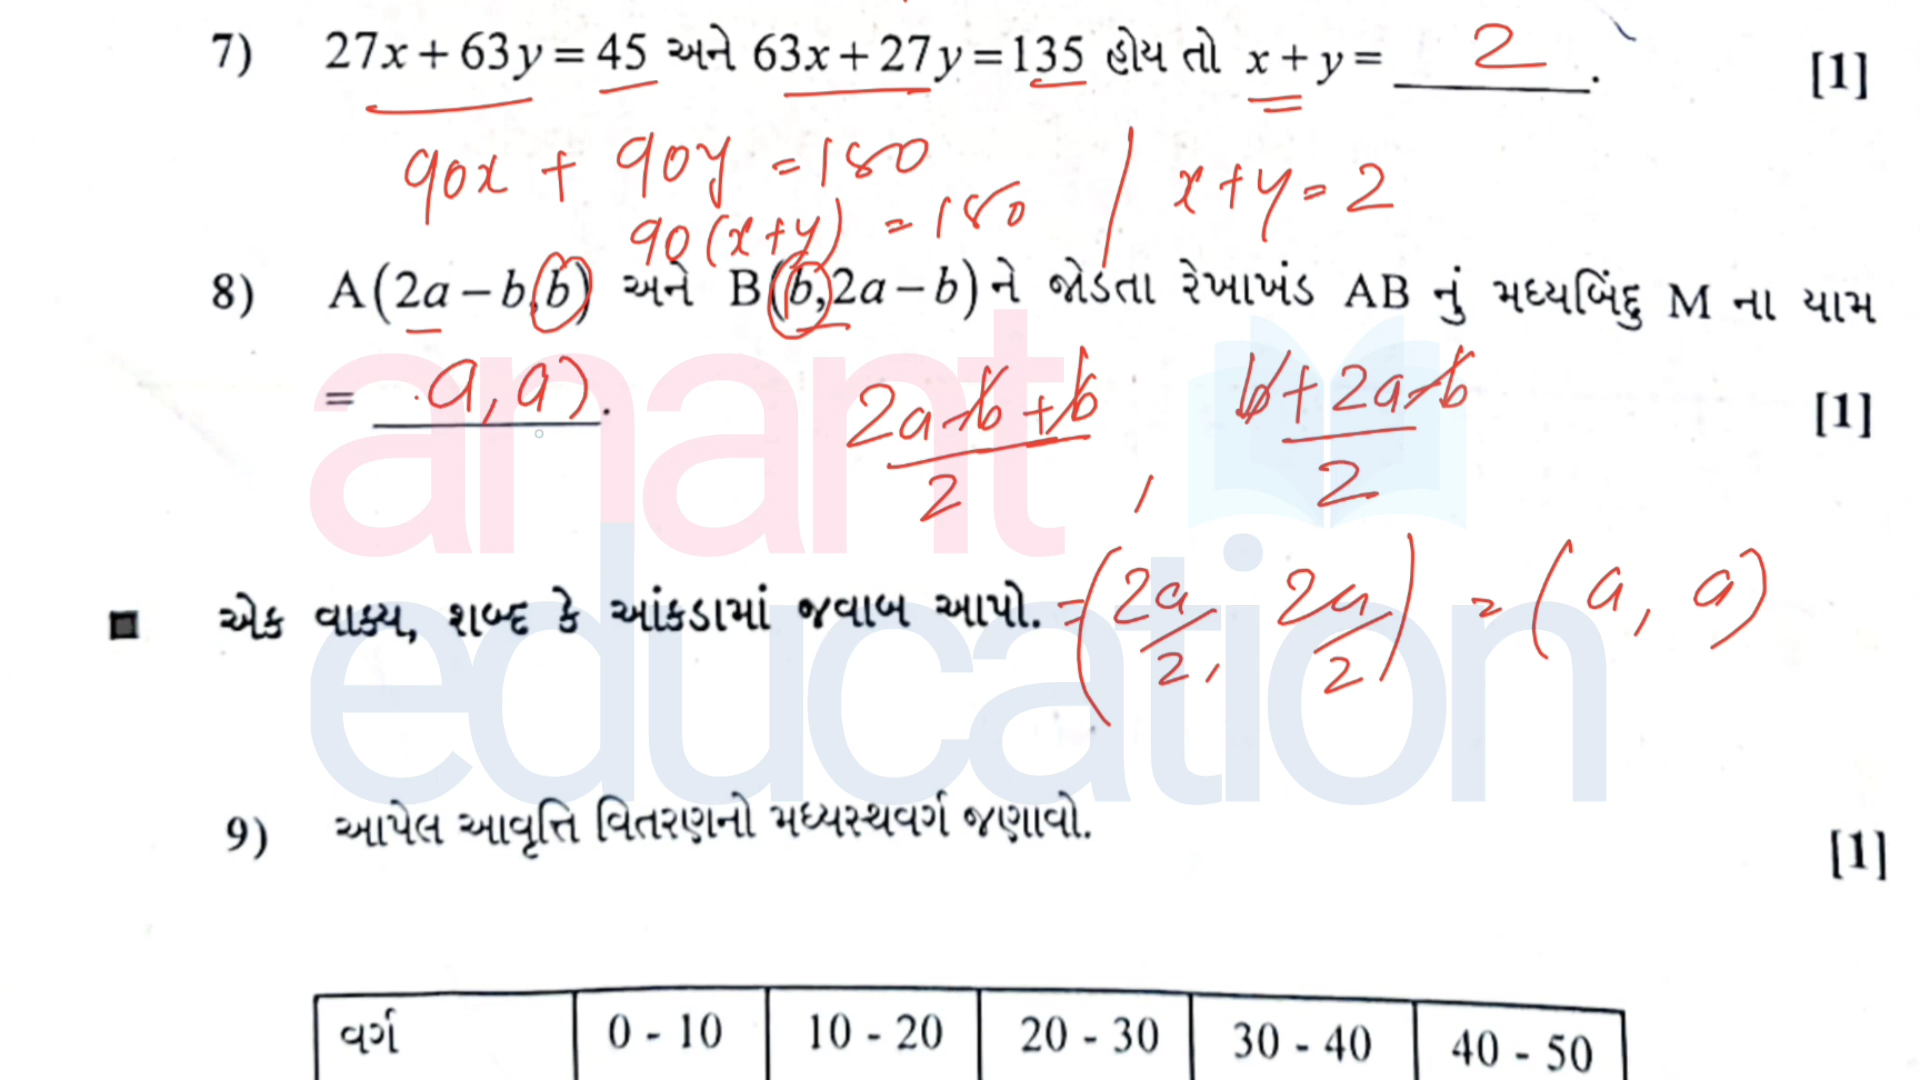 7) 27x + 63y = 45 અને 63x + 27y = 135 હોય તો x + y = 2. [1]
90x + 90y = 180 | x + y = 2
90(x+y) = 180
8) A(2a – b, b) અને B(b, 2a – b) ને જોડતા રેખાખંડ AB નું મધ્યબિંદુ M ના યામ
= a, a). [1]
2a-b+b/2 , b+2a-b/2
■ એક વાક્ય, શબ્દ કે આંકડામાં જવાબ આપો.
= (2a/2, 2a/2) = (a, a)
anant
education
9) આપેલ આવૃત્તિ વિતરણનો મધ્યસ્થવર્ગ જણાવો. [1]
વર્ગ 0 - 10 10 - 20 20 - 30 30 - 40 40 - 50